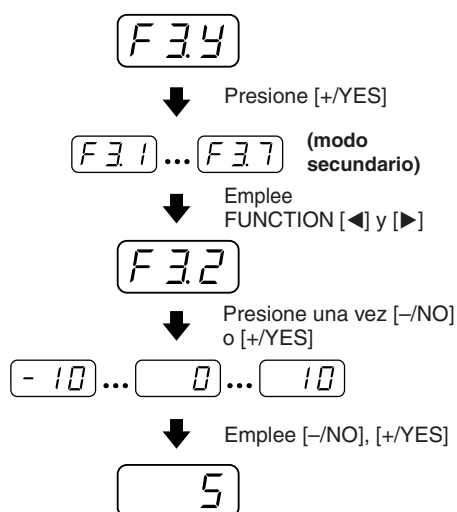 F 3.Y
Presione [+/YES]
F 3.1 ... F 3.7 (modo
secundario)
Emplee
FUNCTION [◀] y [▶]
F 3.2
Presione una vez [–/NO]
o [+/YES]
- 10 ... 0 ... 10
Emplee [–/NO], [+/YES]
5